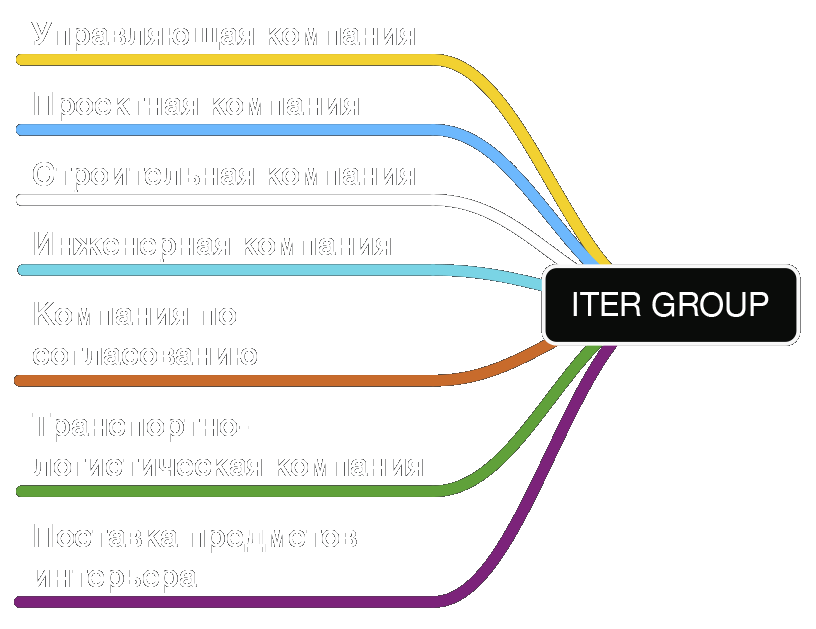 Управляющая компания
Проектная компания
Строительная компания
Инженерная компания
Компания по
согласованию
Транспортно-
логистическая компания
Поставка предметов
интерьера
ITER GROUP